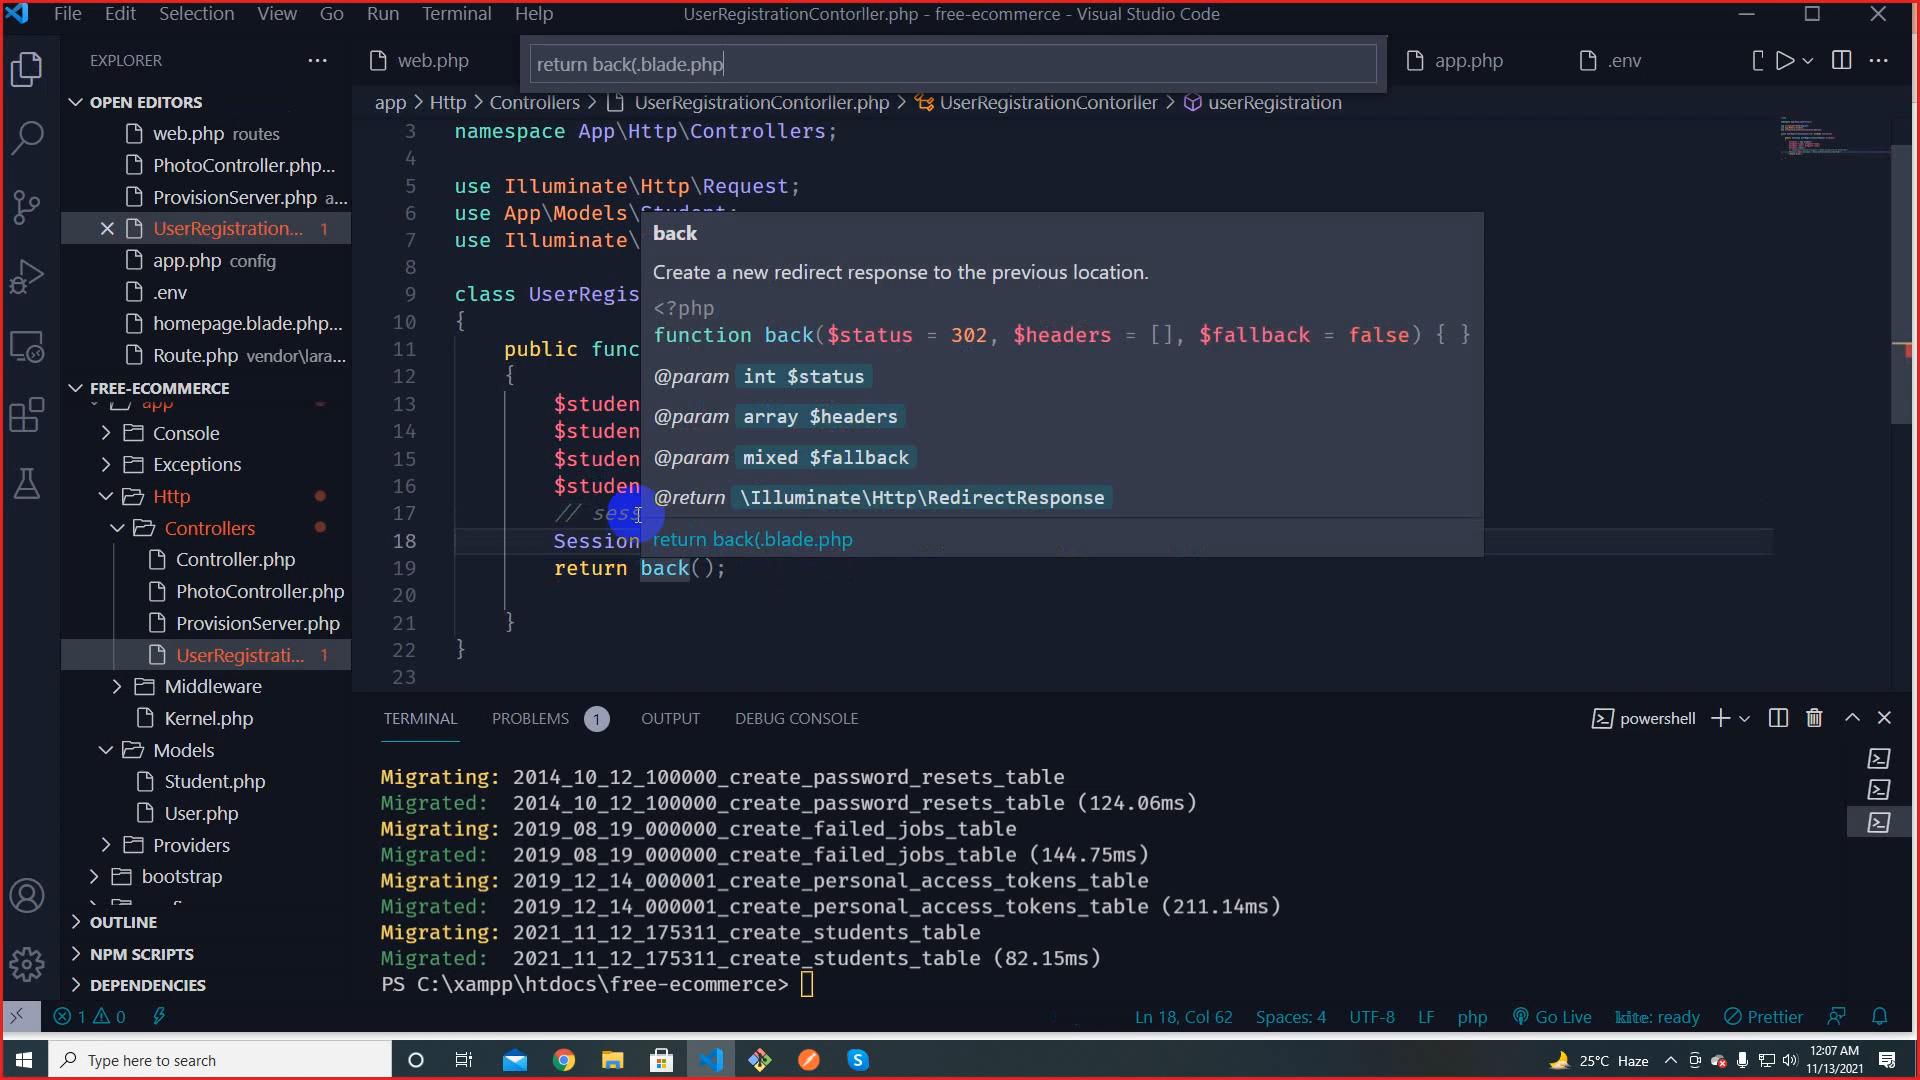 File Edit Selection View Go Run Terminal Help UserRegistrationContorller.php - free-ecommerce - Visual Studio Code
EXPLORER
web.php
return back(.blade.php
app.php
.env
app > Http > Controllers > UserRegistrationContorller.php > UserRegistrationContorller > userRegistration
OPEN EDITORS
web.php routes
PhotoController.php...
ProvisionServer.php a...
UserRegistration... 1
app.php config
.env
homepage.blade.php...
Route.php vendor\lara...
FREE-ECOMMERCE
app
Console
Exceptions
Http
Controllers
Controller.php
PhotoController.php
ProvisionServer.php
UserRegistrati... 1
Middleware
Kernel.php
Models
Student.php
User.php
Providers
bootstrap
OUTLINE
NPM SCRIPTS
DEPENDENCIES
3 namespace App\Http\Controllers;
4
5 use Illuminate\Http\Request;
6 use App\Models\Student;
7 use Illuminate\
8
9 class UserRegis
10 {
11 public func
12 {
13 $studen
14 $studen
15 $studen
16 $studen
17 // sess
18 Session
19 return back();
20
21 }
22 }
23
back
Create a new redirect response to the previous location.
<?php
function back($status = 302, $headers = [], $fallback = false) { }
@param int $status
@param array $headers
@param mixed $fallback
@return \Illuminate\Http\RedirectResponse
return back(.blade.php
TERMINAL PROBLEMS 1 OUTPUT DEBUG CONSOLE
powershell
Migrating: 2014_10_12_100000_create_password_resets_table
Migrated: 2014_10_12_100000_create_password_resets_table (124.06ms)
Migrating: 2019_08_19_000000_create_failed_jobs_table
Migrated: 2019_08_19_000000_create_failed_jobs_table (144.75ms)
Migrating: 2019_12_14_000001_create_personal_access_tokens_table
Migrated: 2019_12_14_000001_create_personal_access_tokens_table (211.14ms)
Migrating: 2021_11_12_175311_create_students_table
Migrated: 2021_11_12_175311_create_students_table (82.15ms)
PS C:\xampp\htdocs\free-ecommerce>
1 0 Ln 18, Col 62 Spaces: 4 UTF-8 LF php Go Live kite: ready Prettier
Type here to search
25°C Haze
12:07 AM
11/13/2021